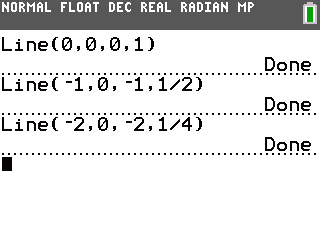 NORMAL FLOAT DEC REAL RADIAN MP
Line(0,0,0,1)
Done
Line(-1,0,-1,1/2)
Done
Line(-2,0,-2,1/4)
Done